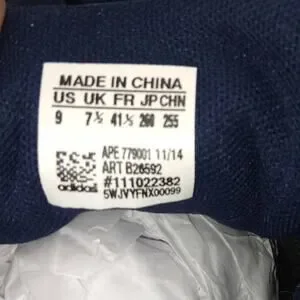 MADE IN CHINA
US UK FR JP CHN
9 7½ 41⅓ 260 255
APE 779001 11/14
ART B26592
#111022382
adidas 5WJVYFNX00099